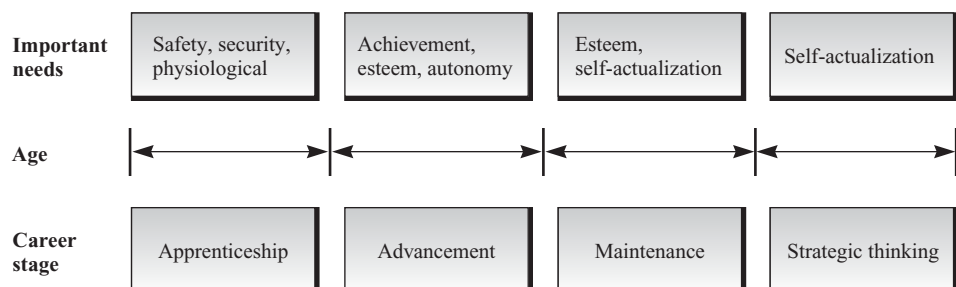 Important
needs
Safety, security,
physiological
Achievement,
esteem, autonomy
Esteem,
self-actualization
Self-actualization
Age
Career
stage
Apprenticeship
Advancement
Maintenance
Strategic thinking